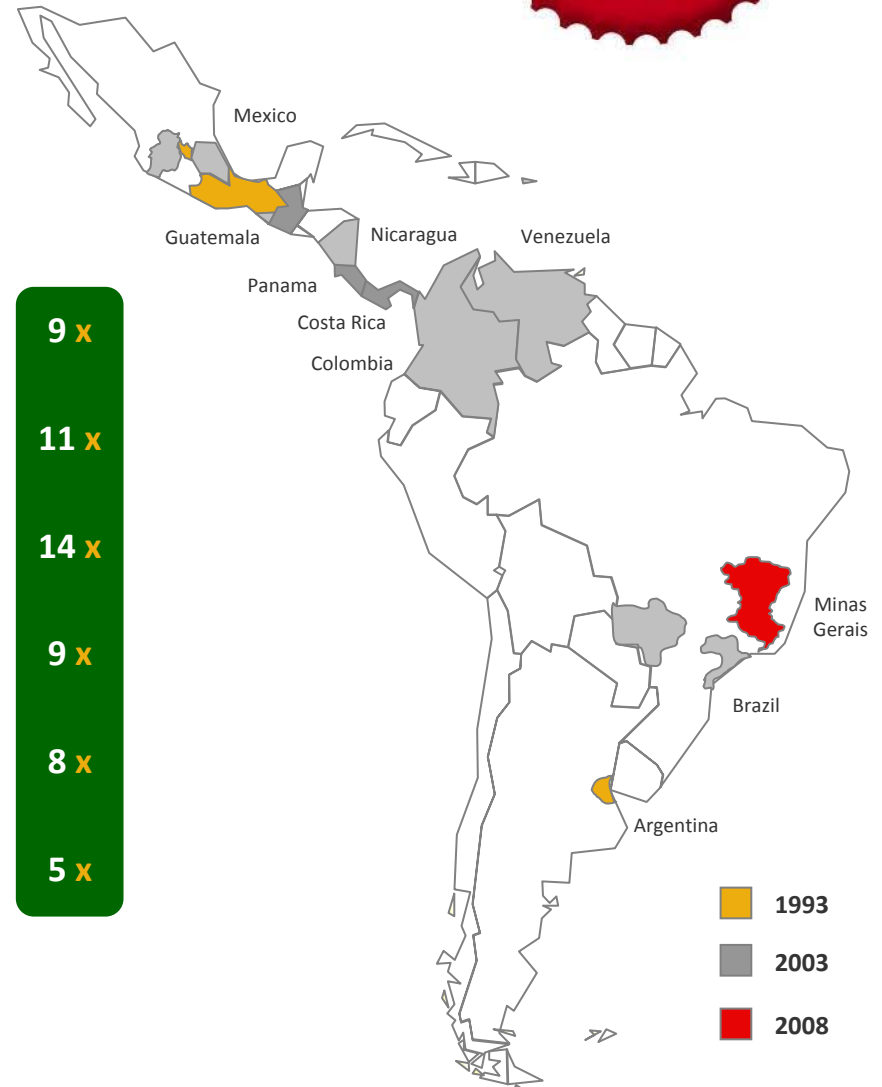 Mexico
Guatemala
Nicaragua
Venezuela
Panama
Costa Rica
Colombia
9 x
11 x
14 x
9 x
8 x
5 x
Minas
Gerais
Brazil
Argentina
1993
2003
2008